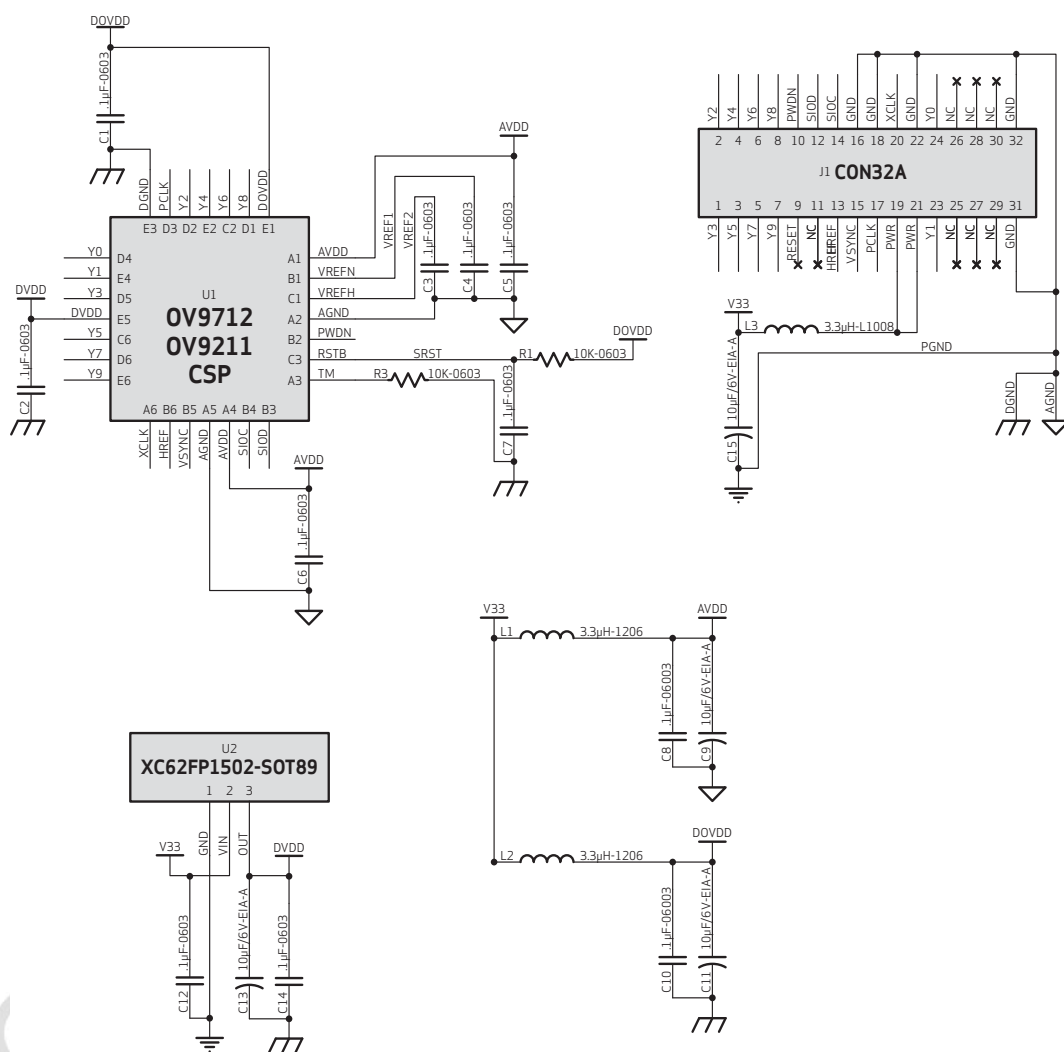 DOVDD
.1µF-0603
C1
DGND
PCLK
Y2
Y4
Y6
Y8
DOVDD
E3 D3 D2 E2 C2 D1 E1
Y0 D4
Y1 E4
Y3 D5
DVDD E5
Y5 C6
Y7 D6
Y9 E6
DVDD
.1µF-0603
C2
U1
OV9712
OV9211
CSP
A1 AVDD
B1 VREFN
C1 VREFH
A2 AGND
B2 PWDN
C3 RSTB
A3 TM
A6 B6 B5 A5 A4 B4 B3
XCLK
HREF
VSYNC
AGND
AVDD
SIOC
SIOD
AVDD
VREF1
VREF2
.1µF-0603
C3
.1µF-0603
C4
.1µF-0603
C5
SRST
R1
10K-0603
DOVDD
R3
10K-0603
.1µF-0603
C7
AVDD
.1µF-0603
C6
Y2
Y4
Y6
Y8
PWDN
SIOD
SIOC
GND
GND
XCLK
GND
Y0
NC
NC
NC
GND
2 4 6 8 10 12 14 16 18 20 22 24 26 28 30 32
J1 CON32A
1 3 5 7 9 11 13 15 17 19 21 23 25 27 29 31
Y3
Y5
Y7
Y9
RESET
NC
HREF
VSYNC
PCLK
PWR
PWR
Y1
NC
NC
NC
GND
V33
L3
3.3µH-L1008
PGND
10µF/6V-EIA-A
C15
DGND
AGND
V33
L1
3.3µH-1206
AVDD
.1µF-06003
C8
10µF/6V-EIA-A
C9
L2
3.3µH-1206
DOVDD
.1µF-06003
C10
10µF/6V-EIA-A
C11
U2
XC62FP1502-SOT89
1 2 3
GND
VIN
OUT
V33
DVDD
.1µF-0603
C12
10µF/6V-EIA-A
C13
.1µF-0603
C14